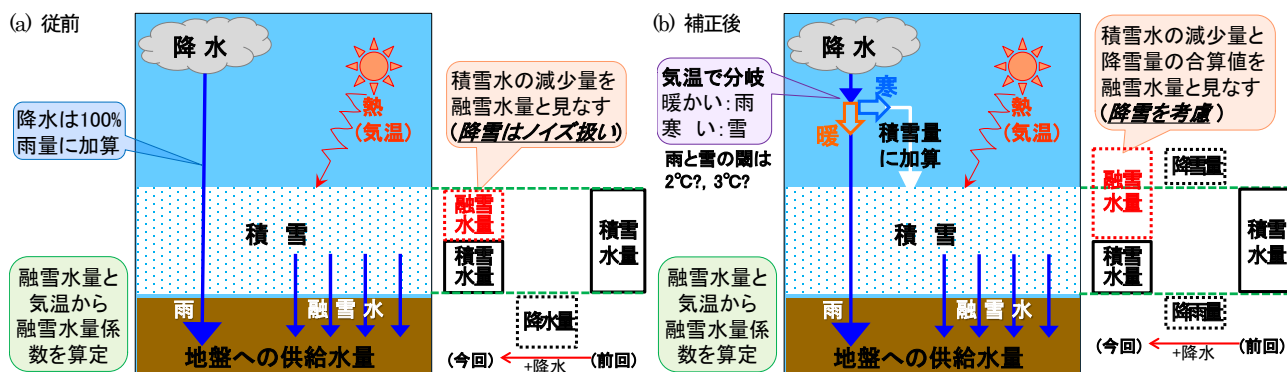 (a) 従前
降 水
降水は100%
雨量に加算
熱
(気温)
積雪水の減少量を
融雪水量と見なす
(降雪はノイズ扱い)
積 雪
融雪
水量
積雪
水量
積雪
水量
融雪水量と
気温から
融雪水量係
数を算定
雨
融 雪 水
降水量
地盤への供給水量
(今回)
+降水
(前回)
(b) 補正後
降 水
気温で分岐
暖かい：雨
寒 い：雪
寒
暖
積雪量
に加算
雨と雪の閾は
2℃?, 3℃?
熱
(気温)
積雪水の減少量と
降雪量の合算値を
融雪水量と見なす
(降雪を考慮)
降雪量
融雪
水量
積 雪
積雪
水量
積雪
水量
融雪水量と
気温から
融雪水量係
数を算定
雨
融 雪 水
降雨量
地盤への供給水量
(今回)
+降水
(前回)